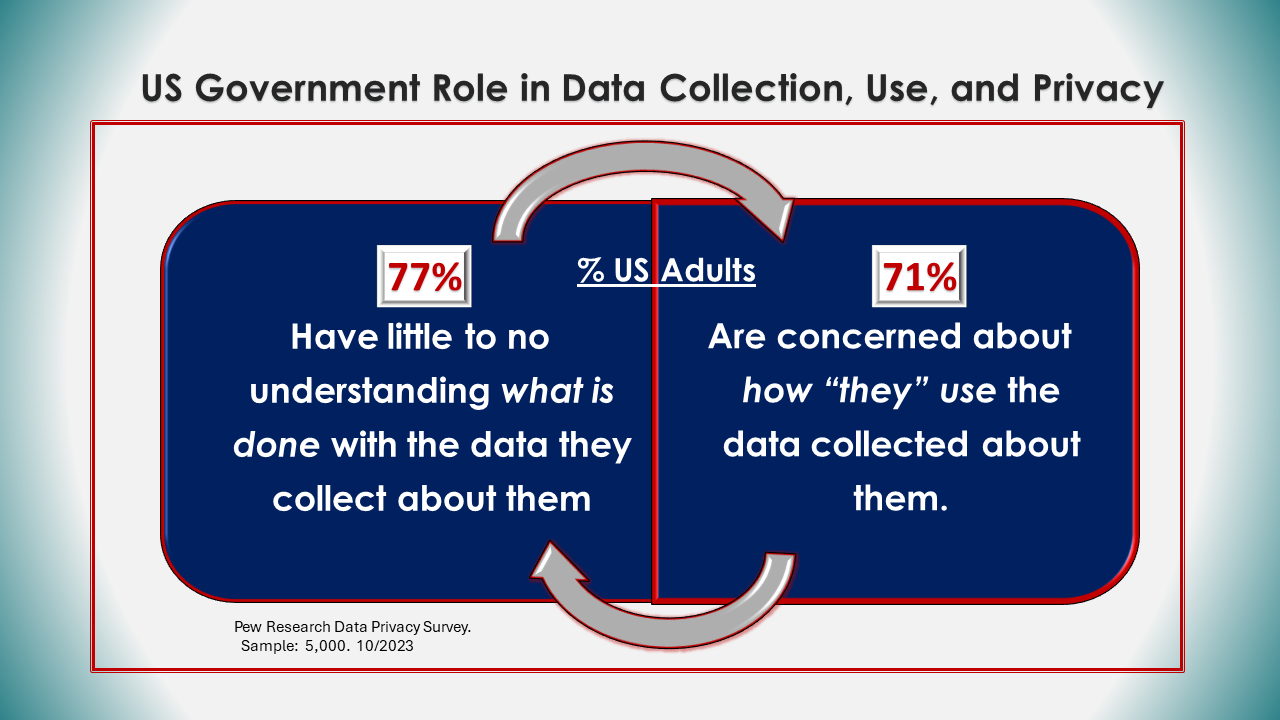 US Government Role in Data Collection, Use, and Privacy
% US Adults
77%
Have little to no
understanding what is
done with the data they
collect about them
71%
Are concerned about
how “they” use the
data collected about
them.
Pew Research Data Privacy Survey.
Sample: 5,000. 10/2023